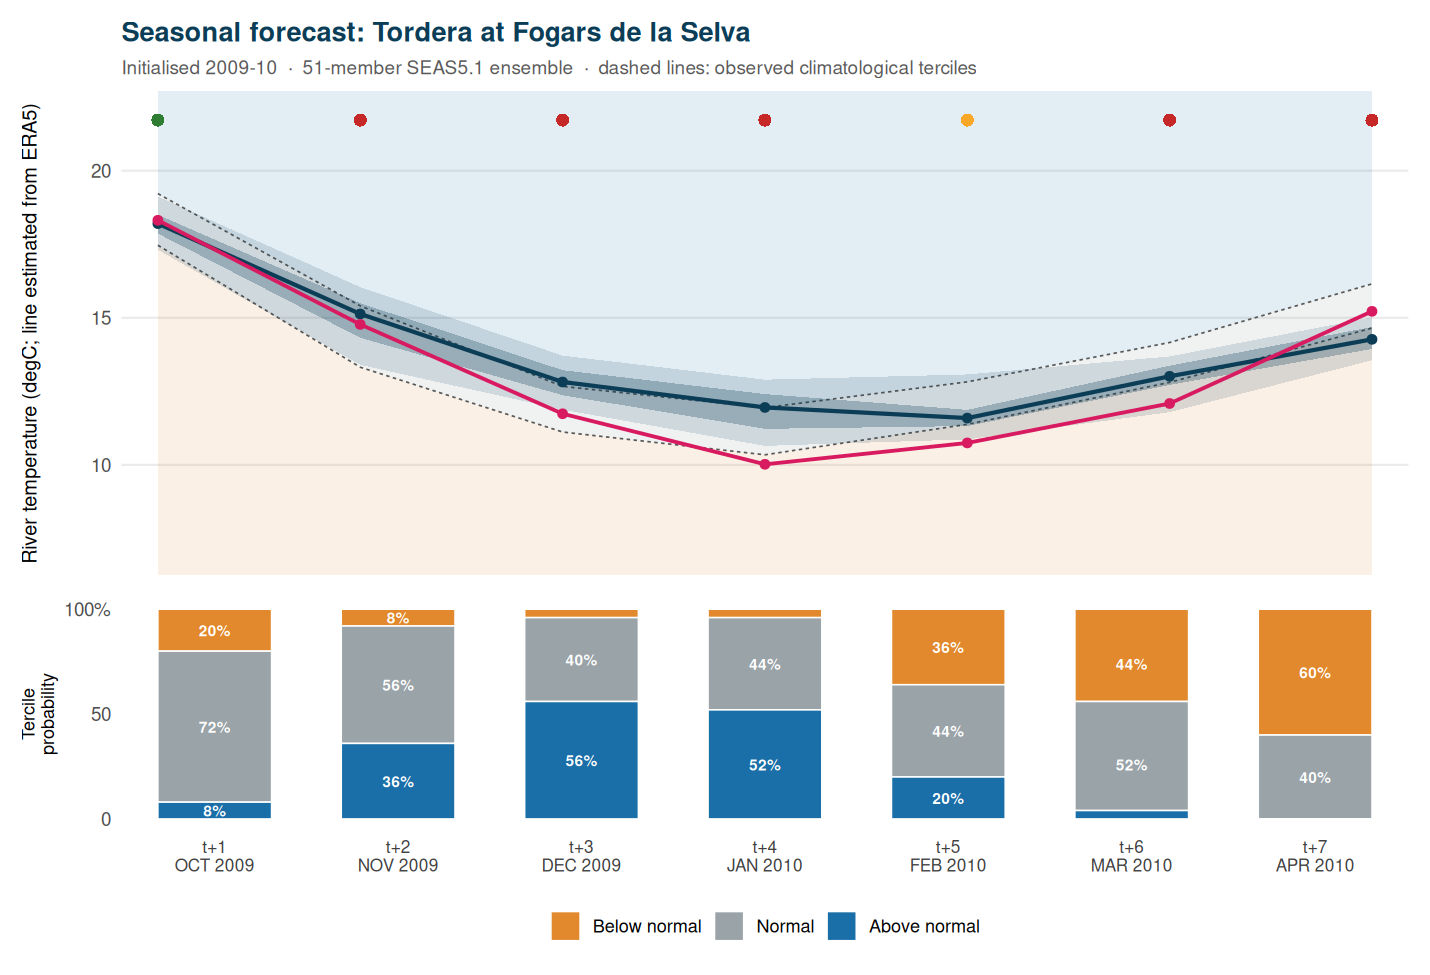 Seasonal forecast: Tordera at Fogars de la Selva
Initialised 2009-10 · 51-member SEAS5.1 ensemble · dashed lines: observed climatological terciles
River temperature (degC; line estimated from ERA5)
20
15
10
Tercile
probability
100%
50
0
20%
72%
8%
8%
56%
36%
40%
56%
44%
52%
36%
44%
20%
44%
52%
60%
40%
t+1
OCT 2009
t+2
NOV 2009
t+3
DEC 2009
t+4
JAN 2010
t+5
FEB 2010
t+6
MAR 2010
t+7
APR 2010
Below normal
Normal
Above normal